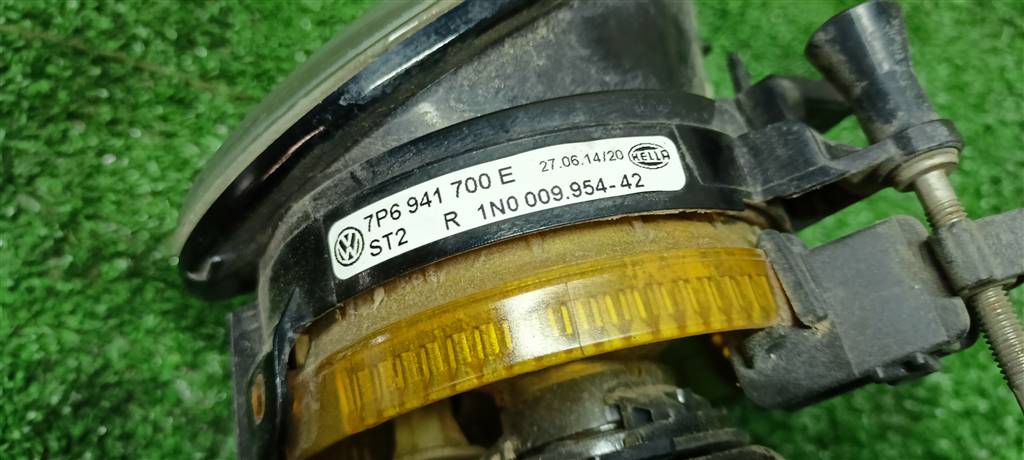 7P6 941 700 E 27.06.14/20 HELLA
ST2 R 1N0 009.954-42